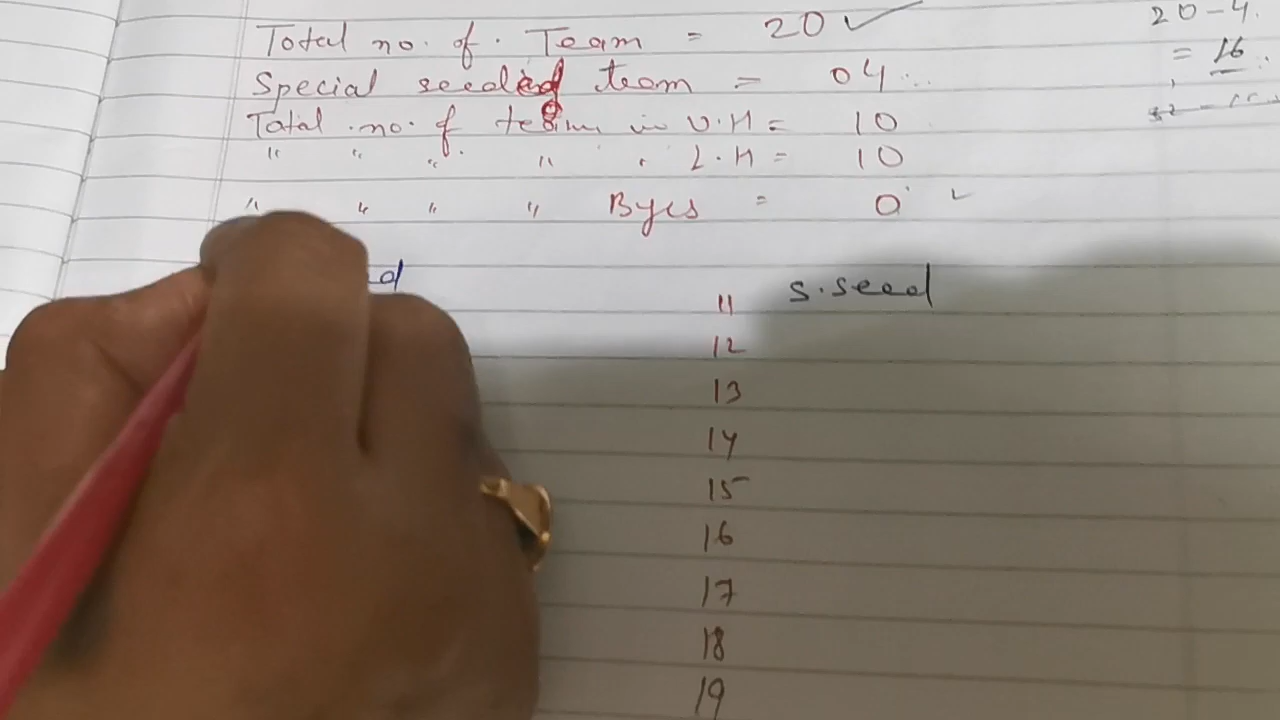 Total no. of. Team = 20 ✓
20-4.
= 16.
Special seeded team = 04..
Total .no. of team in U.H = 10
" " " " " L.H = 10
" " " " Byes = 0
d
11 S.seed
12
13
14
15
16
17
18
19